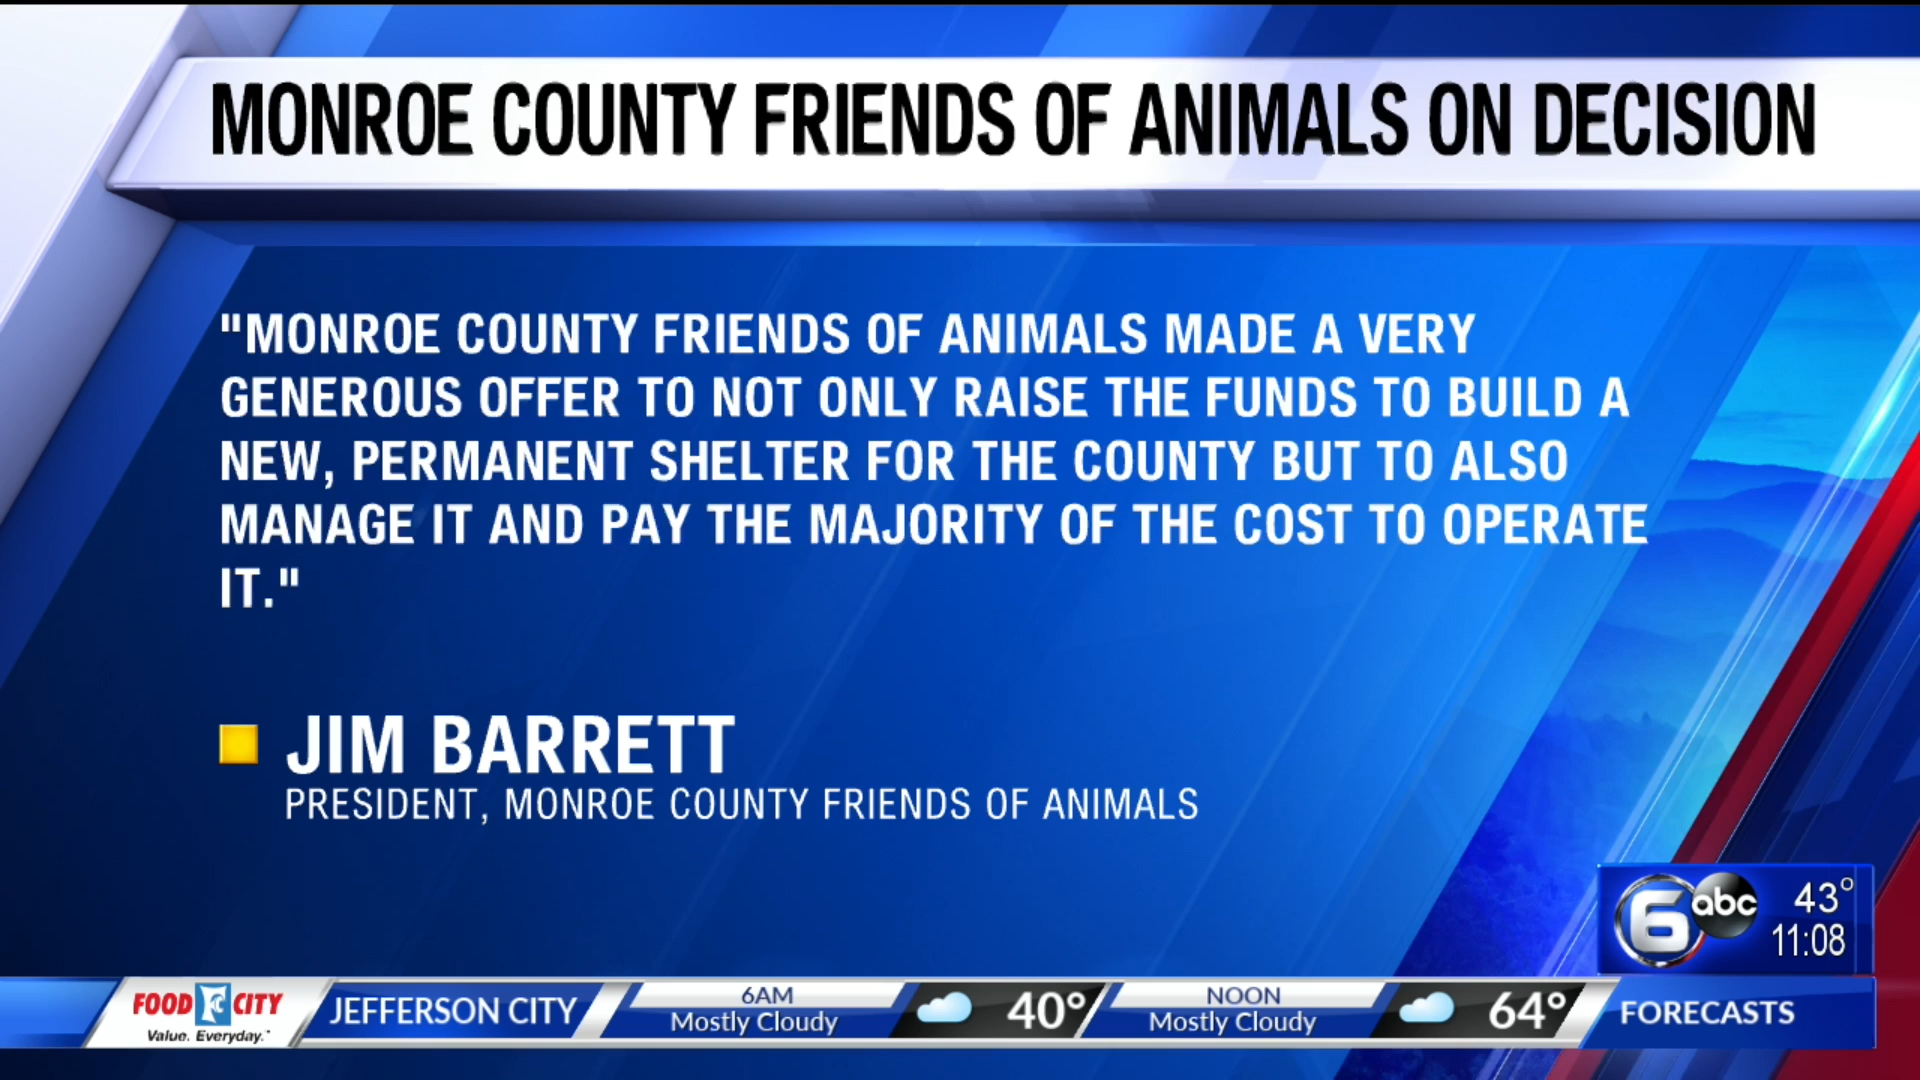 MONROE COUNTY FRIENDS OF ANIMALS ON DECISION
"MONROE COUNTY FRIENDS OF ANIMALS MADE A VERY
GENEROUS OFFER TO NOT ONLY RAISE THE FUNDS TO BUILD A
NEW, PERMANENT SHELTER FOR THE COUNTY BUT TO ALSO
MANAGE IT AND PAY THE MAJORITY OF THE COST TO OPERATE
IT."
JIM BARRETT
PRESIDENT, MONROE COUNTY FRIENDS OF ANIMALS
6 abc 43°
11:08
FOOD FC CITY
Value. Everyday.
JEFFERSON CITY
6AM
Mostly Cloudy
40°
NOON
Mostly Cloudy
64°
FORECASTS